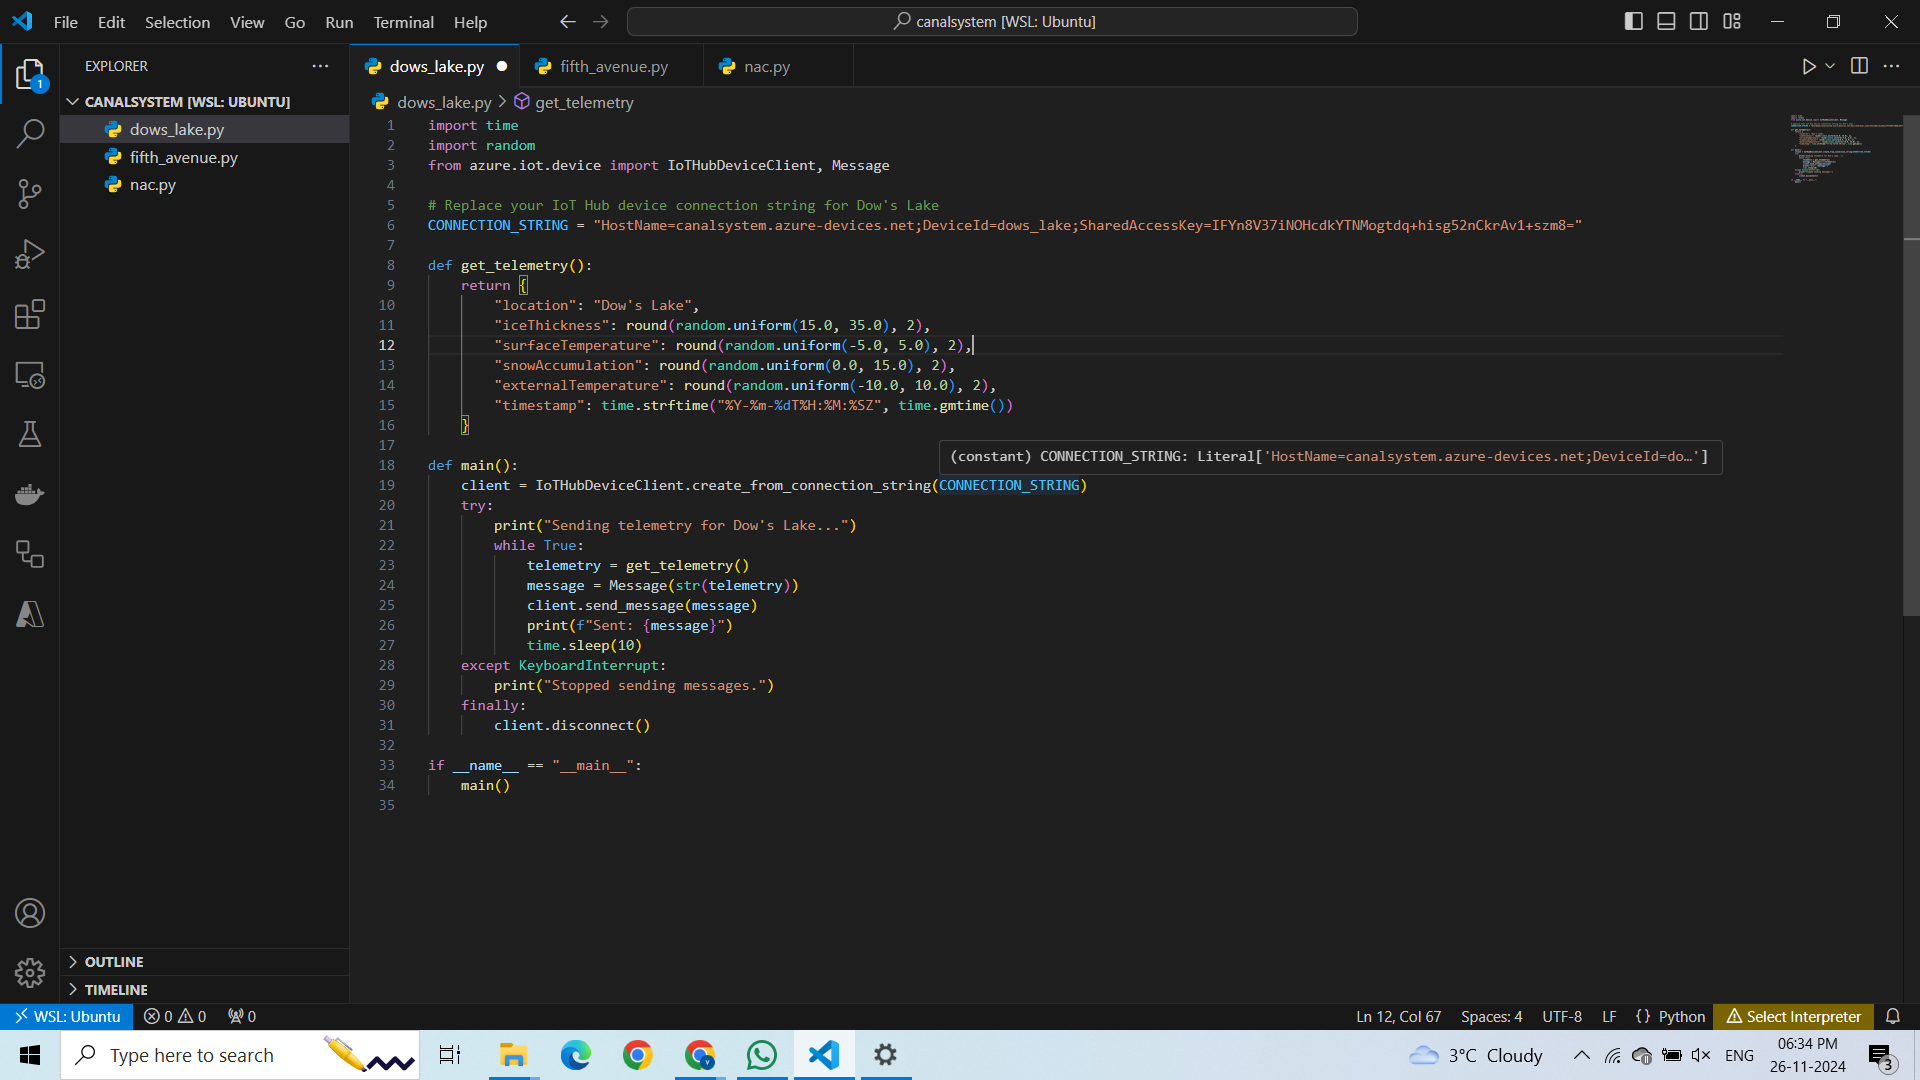 File Edit Selection View Go Run Terminal Help
canalsystem [WSL: Ubuntu]
EXPLORER
1
CANALSYSTEM [WSL: UBUNTU]
dows_lake.py
fifth_avenue.py
nac.py
OUTLINE
TIMELINE
dows_lake.py fifth_avenue.py nac.py
dows_lake.py > get_telemetry
1 import time
2 import random
3 from azure.iot.device import IoTHubDeviceClient, Message
4
5 # Replace your IoT Hub device connection string for Dow's Lake
6 CONNECTION_STRING = "HostName=canalsystem.azure-devices.net;DeviceId=dows_lake;SharedAccessKey=IFYn8V37iNOHcdkYTNMogtdq+hisg52nCkrAv1+szm8="
7
8 def get_telemetry():
9 return {
10 "location": "Dow's Lake",
11 "iceThickness": round(random.uniform(15.0, 35.0), 2),
12 "surfaceTemperature": round(random.uniform(-5.0, 5.0), 2),
13 "snowAccumulation": round(random.uniform(0.0, 15.0), 2),
14 "externalTemperature": round(random.uniform(-10.0, 10.0), 2),
15 "timestamp": time.strftime("%Y-%m-%dT%H:%M:%SZ", time.gmtime())
16 }
17
(constant) CONNECTION_STRING: Literal['HostName=canalsystem.azure-devices.net;DeviceId=do…']
18 def main():
19 client = IoTHubDeviceClient.create_from_connection_string(CONNECTION_STRING)
20 try:
21 print("Sending telemetry for Dow's Lake...")
22 while True:
23 telemetry = get_telemetry()
24 message = Message(str(telemetry))
25 client.send_message(message)
26 print(f"Sent: {message}")
27 time.sleep(10)
28 except KeyboardInterrupt:
29 print("Stopped sending messages.")
30 finally:
31 client.disconnect()
32
33 if __name__ == "__main__":
34 main()
35
WSL: Ubuntu 0 0 0 Ln 12, Col 67 Spaces: 4 UTF-8 LF {} Python Select Interpreter
Type here to search 3°C Cloudy ENG 06:34 PM
26-11-2024 3